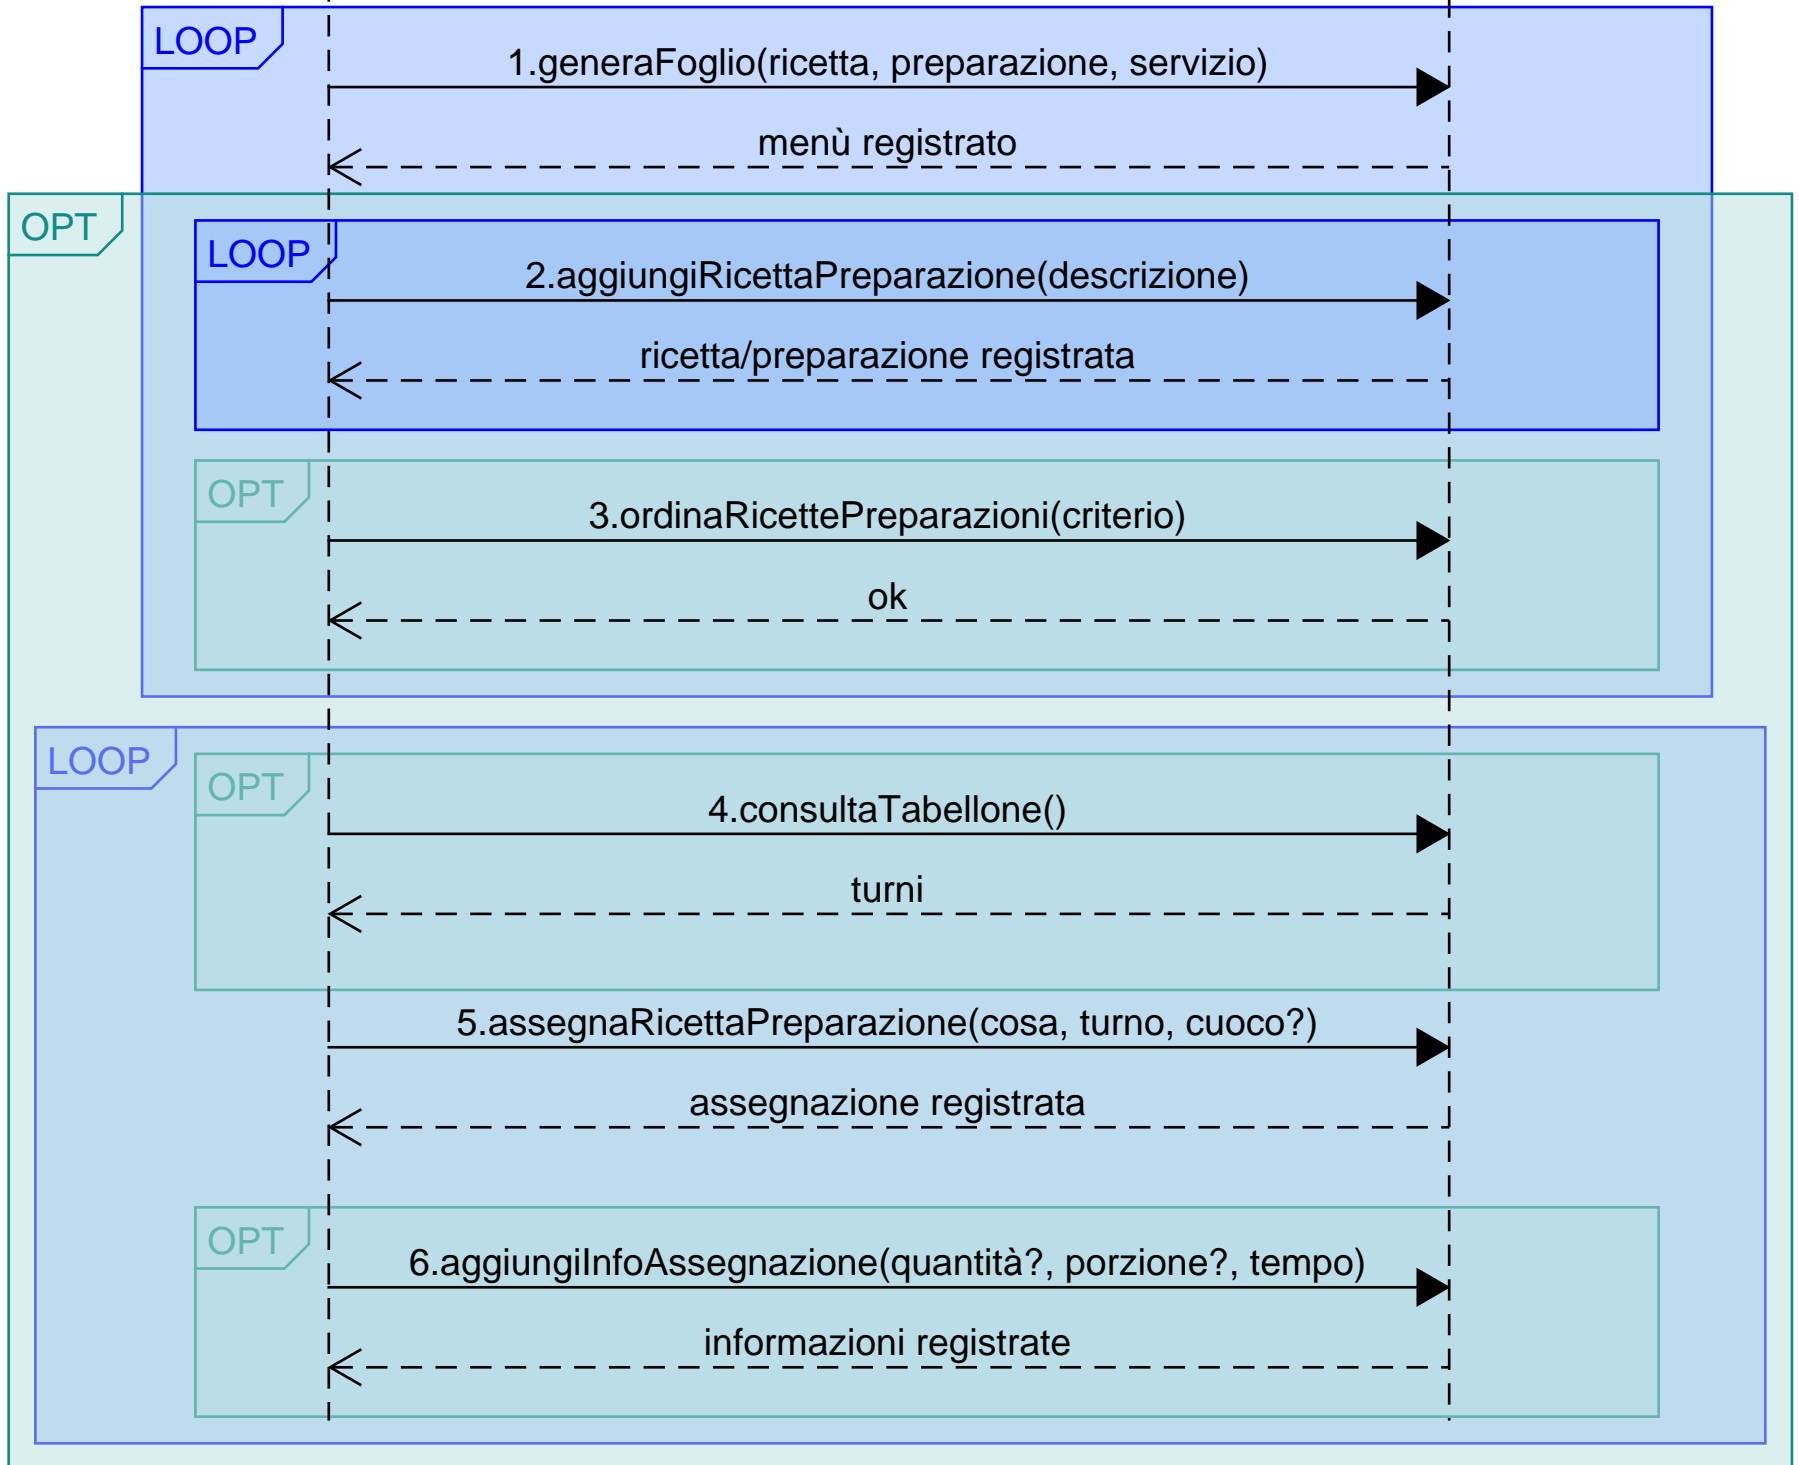 LOOP
1.generaFoglio(ricetta, preparazione, servizio)
menù registrato
OPT
LOOP
2.aggiungiRicettaPreparazione(descrizione)
ricetta/preparazione registrata
OPT
3.ordinaRicettePreparazioni(criterio)
ok
LOOP
OPT
4.consultaTabellone()
turni
5.assegnaRicettaPreparazione(cosa, turno, cuoco?)
assegnazione registrata
OPT
6.aggiungiInfoAssegnazione(quantità?, porzione?, tempo)
informazioni registrate